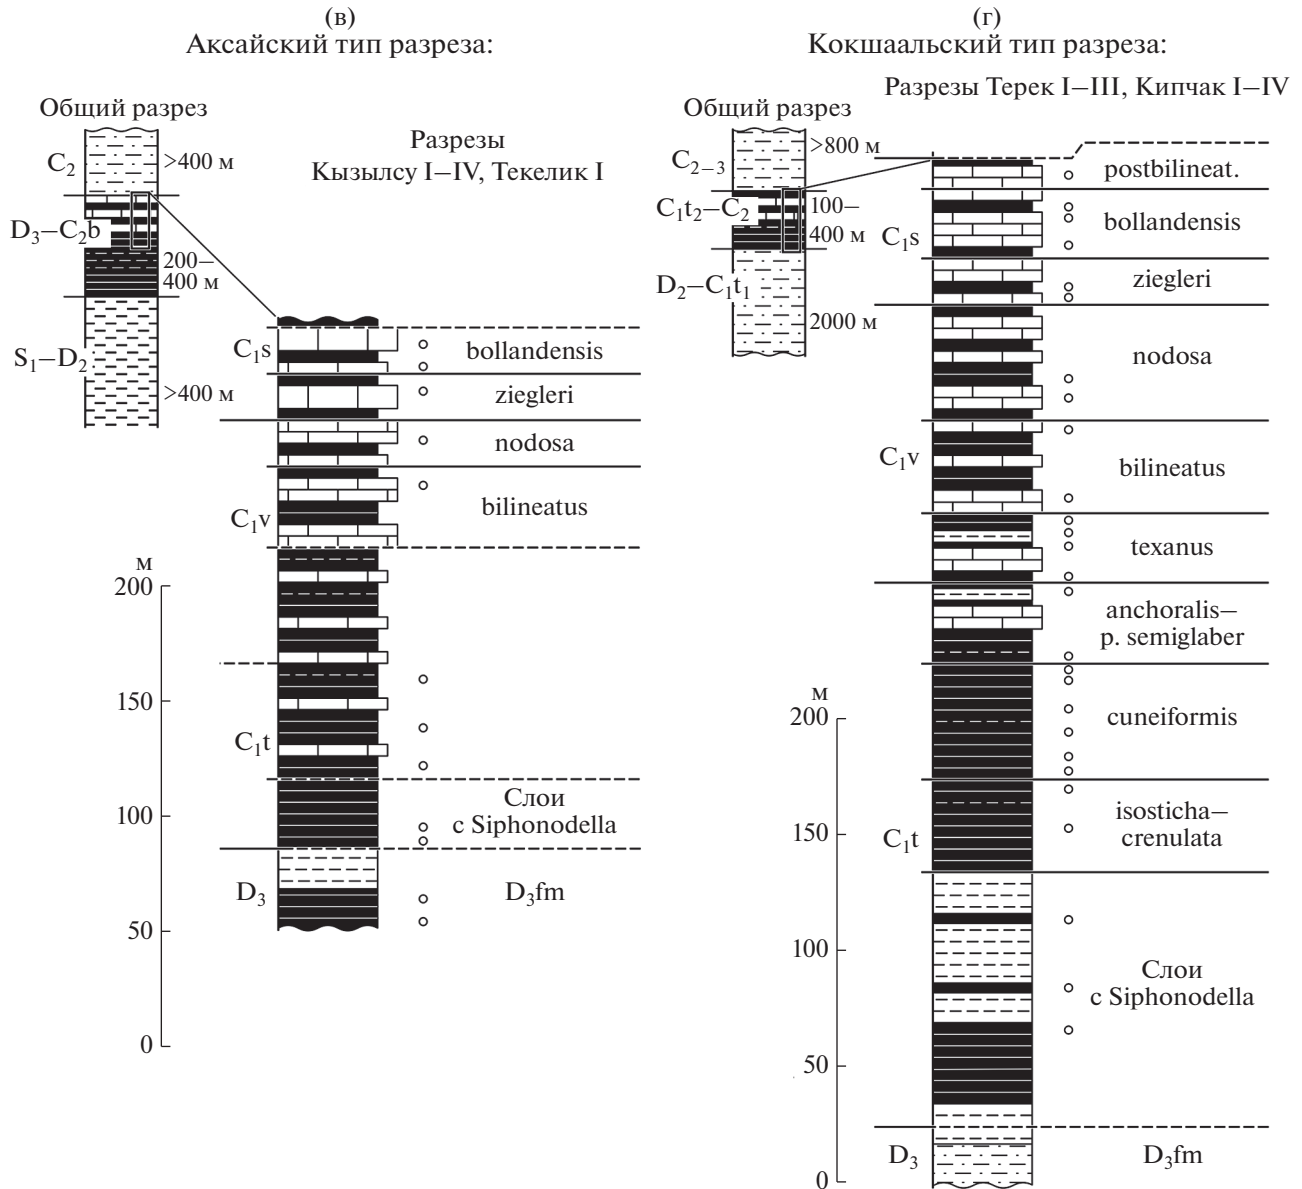 (в)
Аксайский тип разреза:
Общий разрез
Разрезы
Кызылсу I–IV, Текелик I
C₂
>400 м
D₃–C₂b
200–
400 м
S₁–D₂
>400 м
C₁s
bollandensis
ziegleri
nodosa
C₁v
bilineatus
C₁t
Слои
с Siphonodella
D₃
D₃fm
м
200
150
100
50
0
(г)
Кокшаальский тип разреза:
Разрезы Терек I–III, Кипчак I–IV
Общий разрез
C₂₋₃
>800 м
C₁t₂–C₂
100–
400 м
D₂–C₁t₁
2000 м
postbilineat.
C₁s
bollandensis
ziegleri
nodosa
C₁v
bilineatus
texanus
anchoralis–
p. semiglaber
cuneiformis
C₁t
isosticha–
crenulata
Слои
с Siphonodella
D₃
D₃fm
м
200
150
100
50
0